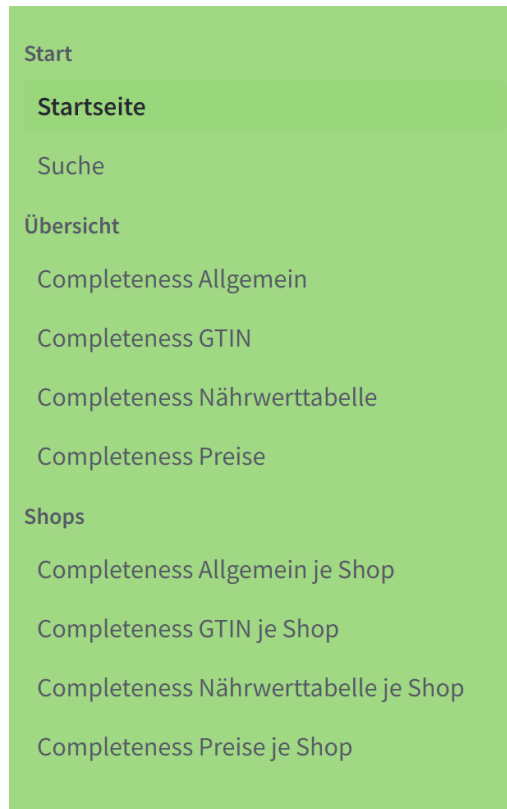 Start
Startseite
Suche
Übersicht
Completeness Allgemein
Completeness GTIN
Completeness Nährwerttabelle
Completeness Preise
Shops
Completeness Allgemein je Shop
Completeness GTIN je Shop
Completeness Nährwerttabelle je Shop
Completeness Preise je Shop